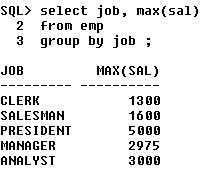 SQL> select job, max(sal)
  2  from emp
  3  group by job ;
JOB         MAX(SAL)
--------- ----------
CLERK           1300
SALESMAN        1600
PRESIDENT       5000
MANAGER         2975
ANALYST         3000